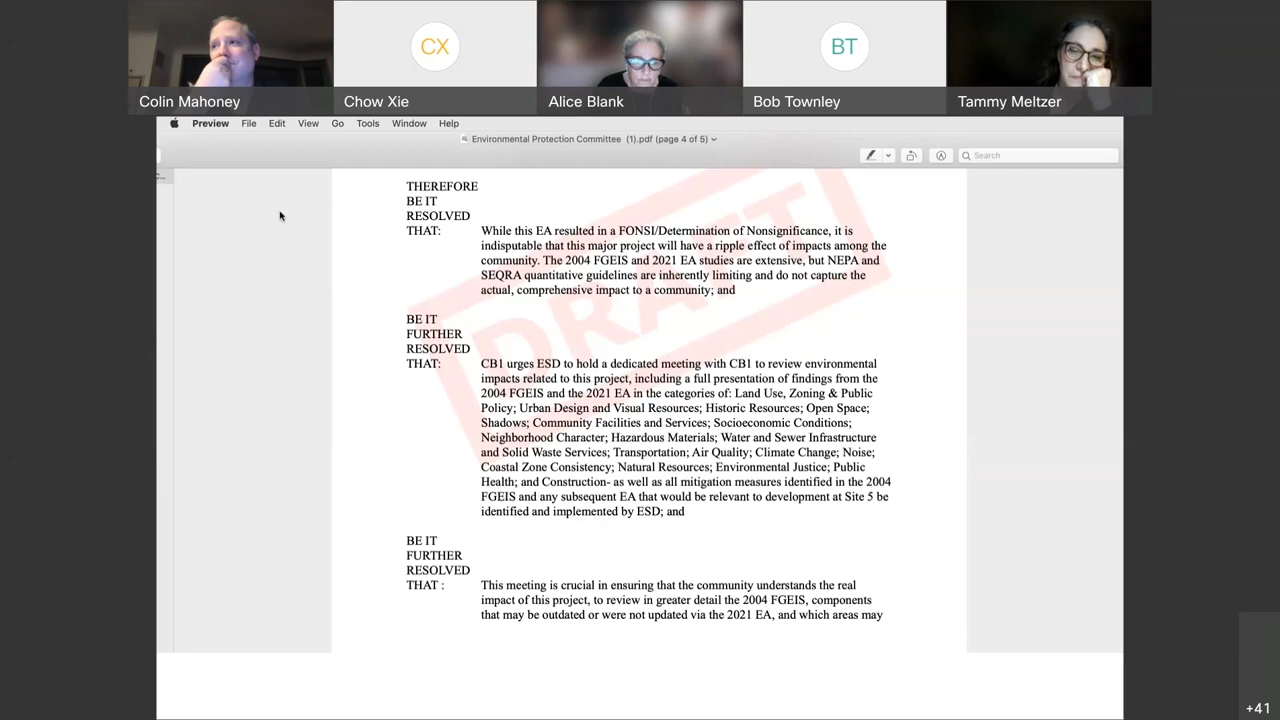 CX
BT
Colin Mahoney
Chow Xie
Alice Blank
Bob Townley
Tammy Meltzer
Preview File Edit View Go Tools Window Help
Environmental Protection Committee (1).pdf (page 4 of 5)
Search
DRAFT
THEREFORE
BE IT
RESOLVED
THAT: While this EA resulted in a FONSI/Determination of Nonsignificance, it is
indisputable that this major project will have a ripple effect of impacts among the
community. The 2004 FGEIS and 2021 EA studies are extensive, but NEPA and
SEQRA quantitative guidelines are inherently limiting and do not capture the
actual, comprehensive impact to a community; and
BE IT
FURTHER
RESOLVED
THAT: CB1 urges ESD to hold a dedicated meeting with CB1 to review environmental
impacts related to this project, including a full presentation of findings from the
2004 FGEIS and the 2021 EA in the categories of: Land Use, Zoning & Public
Policy; Urban Design and Visual Resources; Historic Resources; Open Space;
Shadows; Community Facilities and Services; Socioeconomic Conditions;
Neighborhood Character; Hazardous Materials; Water and Sewer Infrastructure
and Solid Waste Services; Transportation; Air Quality; Climate Change; Noise;
Coastal Zone Consistency; Natural Resources; Environmental Justice; Public
Health; and Construction- as well as all mitigation measures identified in the 2004
FGEIS and any subsequent EA that would be relevant to development at Site 5 be
identified and implemented by ESD; and
BE IT
FURTHER
RESOLVED
THAT : This meeting is crucial in ensuring that the community understands the real
impact of this project, to review in greater detail the 2004 FGEIS, components
that may be outdated or were not updated via the 2021 EA, and which areas may
+41